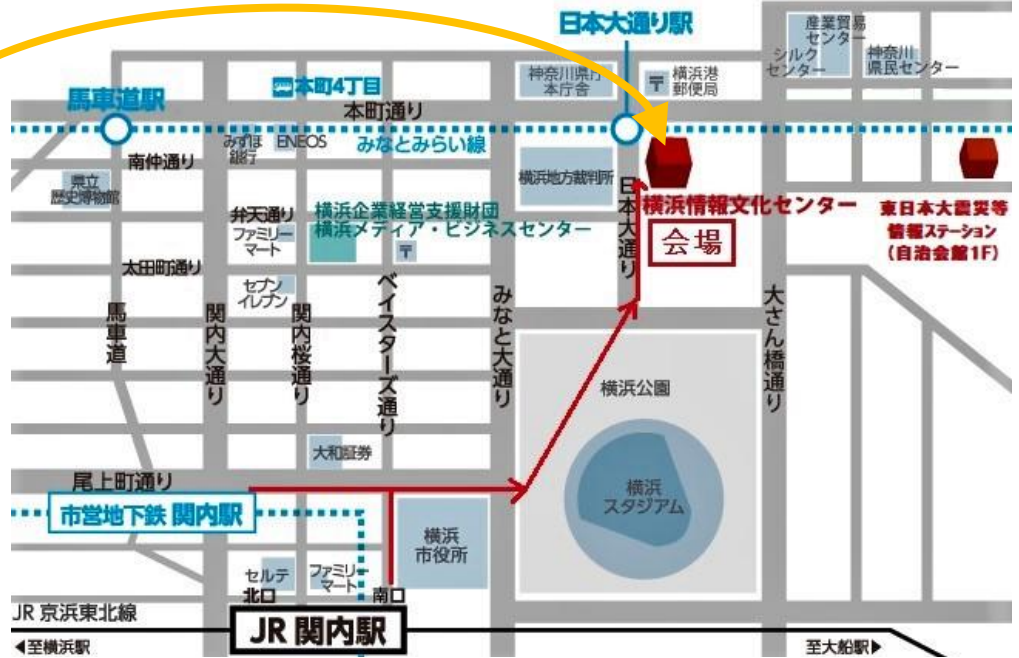 日本大通り駅
産業貿易
センター
シルク
センター
神奈川
県民センター
神奈川県庁
本庁舎
〒
横浜港
郵便局
本町4丁目
馬車道駅
本町通り
みずほ
銀行
ENEOS
みなとみらい線
南仲通り
県立
歴史博物館
横浜地方裁判所
日本大通り
横浜情報文化センター
会場
東日本大震災等
情報ステーション
(自治会館1F)
弁天通り
ファミリー
マート
横浜企業経営支援財団
横浜メディア・ビジネスセンター
〒
太田町通り
セブン
イレブン
馬車道
関内大通り
関内桜通り
ベイスターズ通り
みなと大通り
大さん橋通り
横浜公園
大和証券
尾上町通り
横浜
スタジアム
市営地下鉄 関内駅
横浜
市役所
セルテ
北口
ファミリー
マート
南口
JR 京浜東北線
JR 関内駅
◀至横浜駅
至大船駅▶